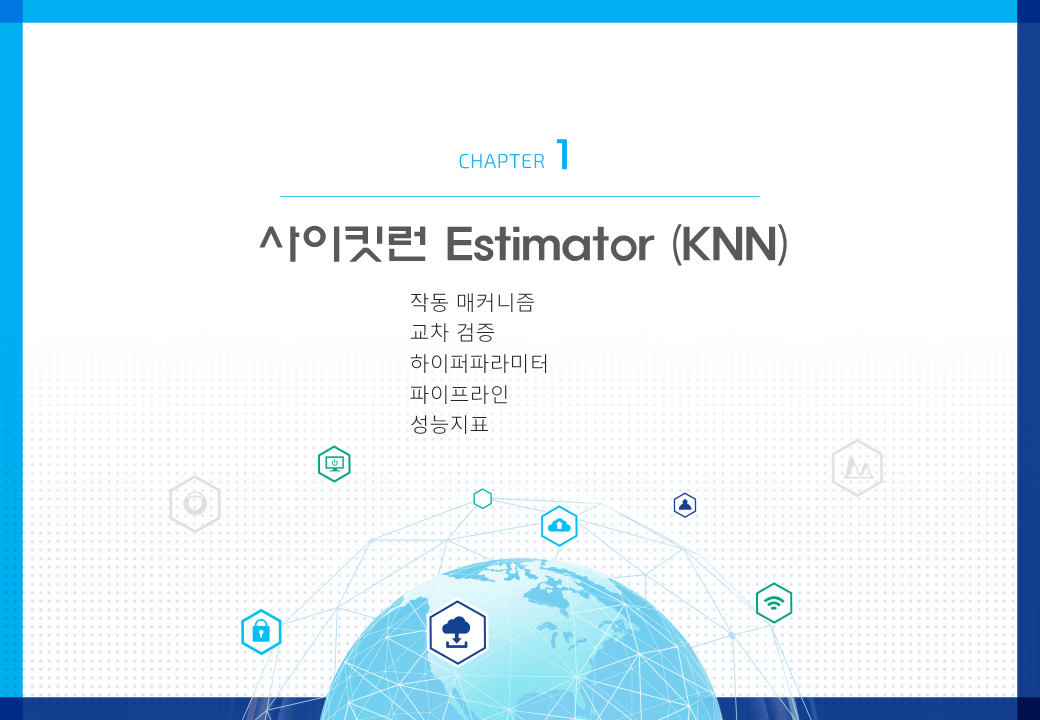 CHAPTER 1
사이킷런 Estimator (KNN)
작동 매커니즘
교차 검증
하이퍼파라미터
파이프라인
성능지표